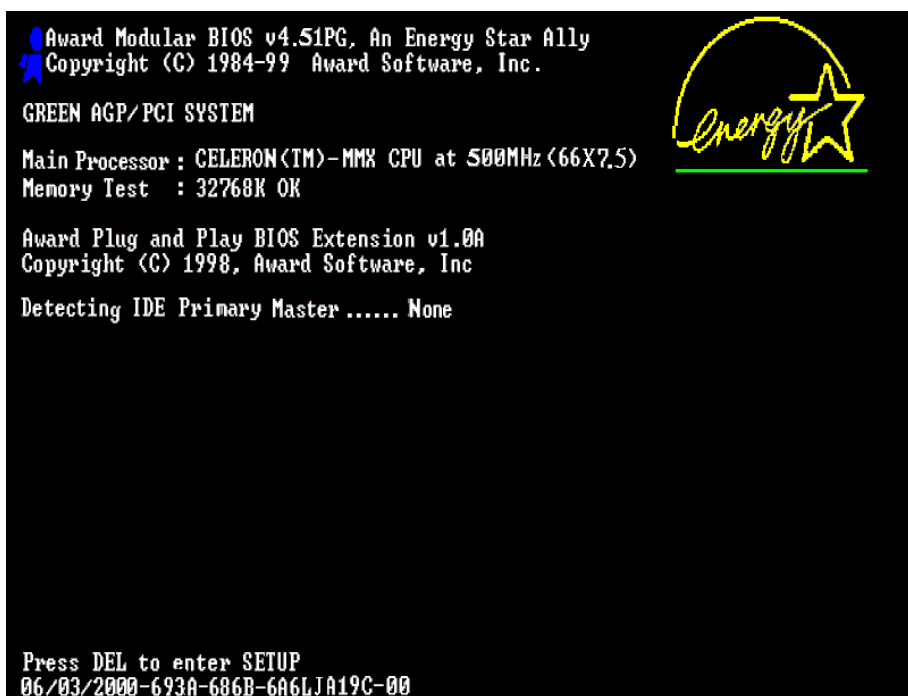 Award Modular BIOS v4.51PG, An Energy Star Ally
Copyright (C) 1984-99 Award Software, Inc.
energy
GREEN AGP/PCI SYSTEM
Main Processor : CELERON(TM)-MMX CPU at 500MHz(66X7.5)
Memory Test : 32768K OK
Award Plug and Play BIOS Extension v1.0A
Copyright (C) 1998, Award Software, Inc
Detecting IDE Primary Master ...... None
Press DEL to enter SETUP
06/03/2000-693A-686B-6A6LJA19C-00